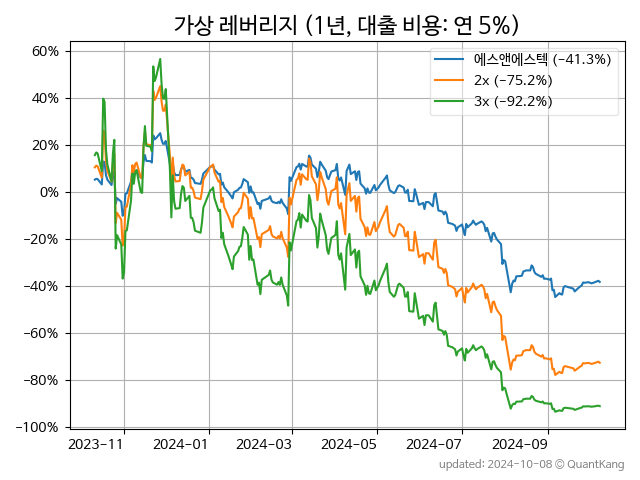 가상 레버리지 (1년, 대출 비용: 연 5%)
에스앤에스텍 (-41.3%)
2x (-75.2%)
3x (-92.2%)
60%
40%
20%
0%
-20%
-40%
-60%
-80%
-100%
2023-11 2024-01 2024-03 2024-05 2024-07 2024-09
updated: 2024-10-08 © QuantKang